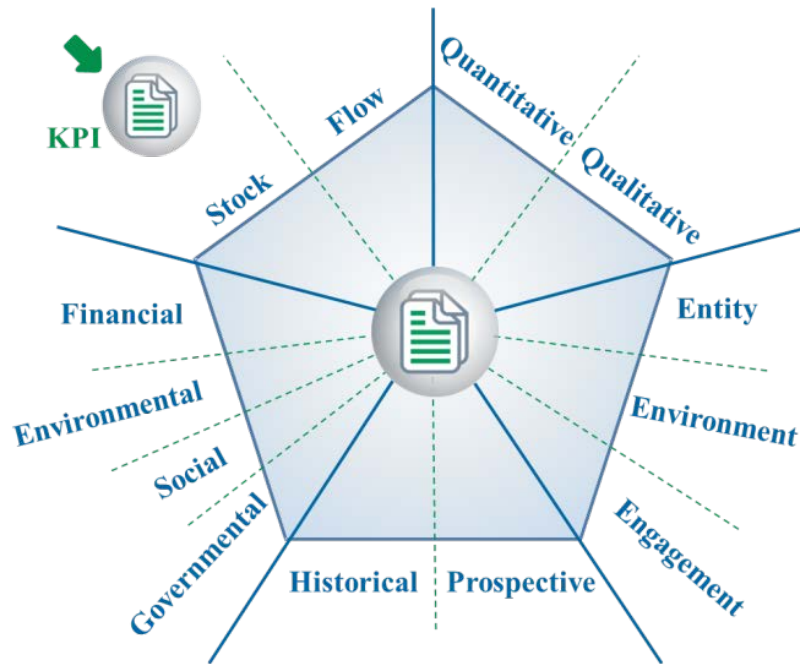 KPI
Flow
Stock
Quantitative
Qualitative
Financial
Environmental
Social
Governmental
Entity
Environment
Engagement
Historical
Prospective